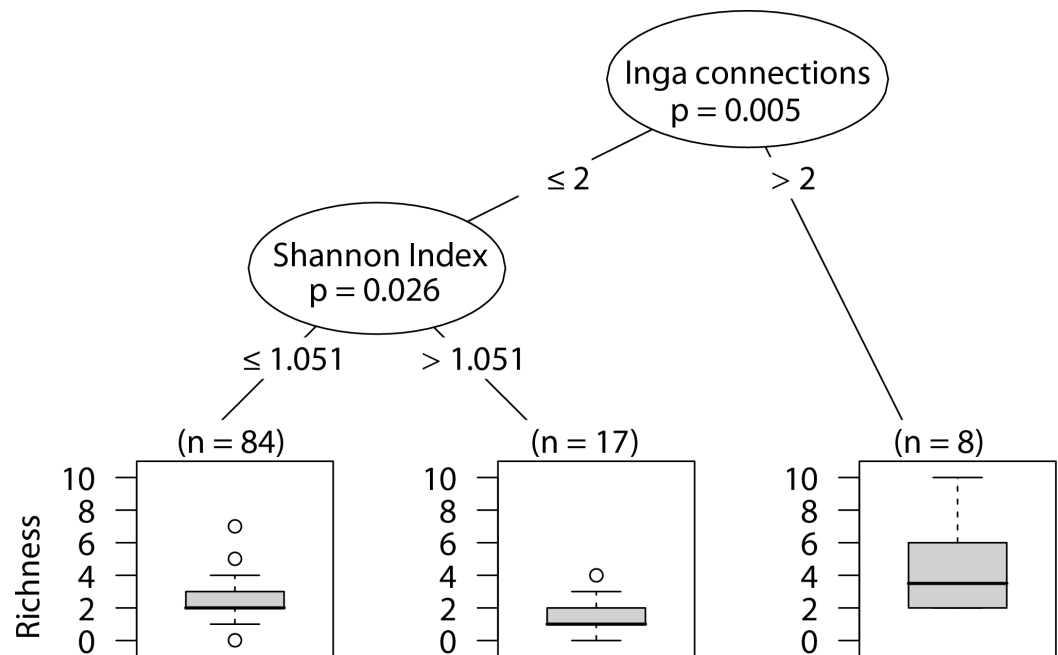 Inga connections
p = 0.005
≤ 2
> 2
Shannon Index
p = 0.026
≤ 1.051
> 1.051
(n = 84)
(n = 17)
(n = 8)
Richness
10
8
6
4
2
0
10
8
6
4
2
0
10
8
6
4
2
0